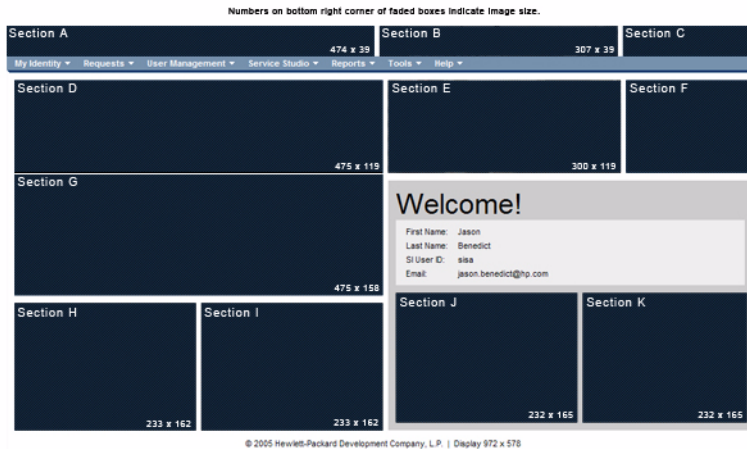 Numbers on bottom right corner of faded boxes indicate image size.
Section A
474 x 39
Section B
307 x 39
Section C
My Identity Requests User Management Service Studio Reports Tools Help
Section D
475 x 119
Section E
300 x 119
Section F
Section G
475 x 158
Welcome!
First Name: Jason
Last Name: Benedict
SI User ID: sisa
Email: jason.benedict@hp.com
Section H
233 x 162
Section I
233 x 162
Section J
232 x 165
Section K
232 x 165
© 2005 Hewlett-Packard Development Company, L.P. | Display 972 x 578